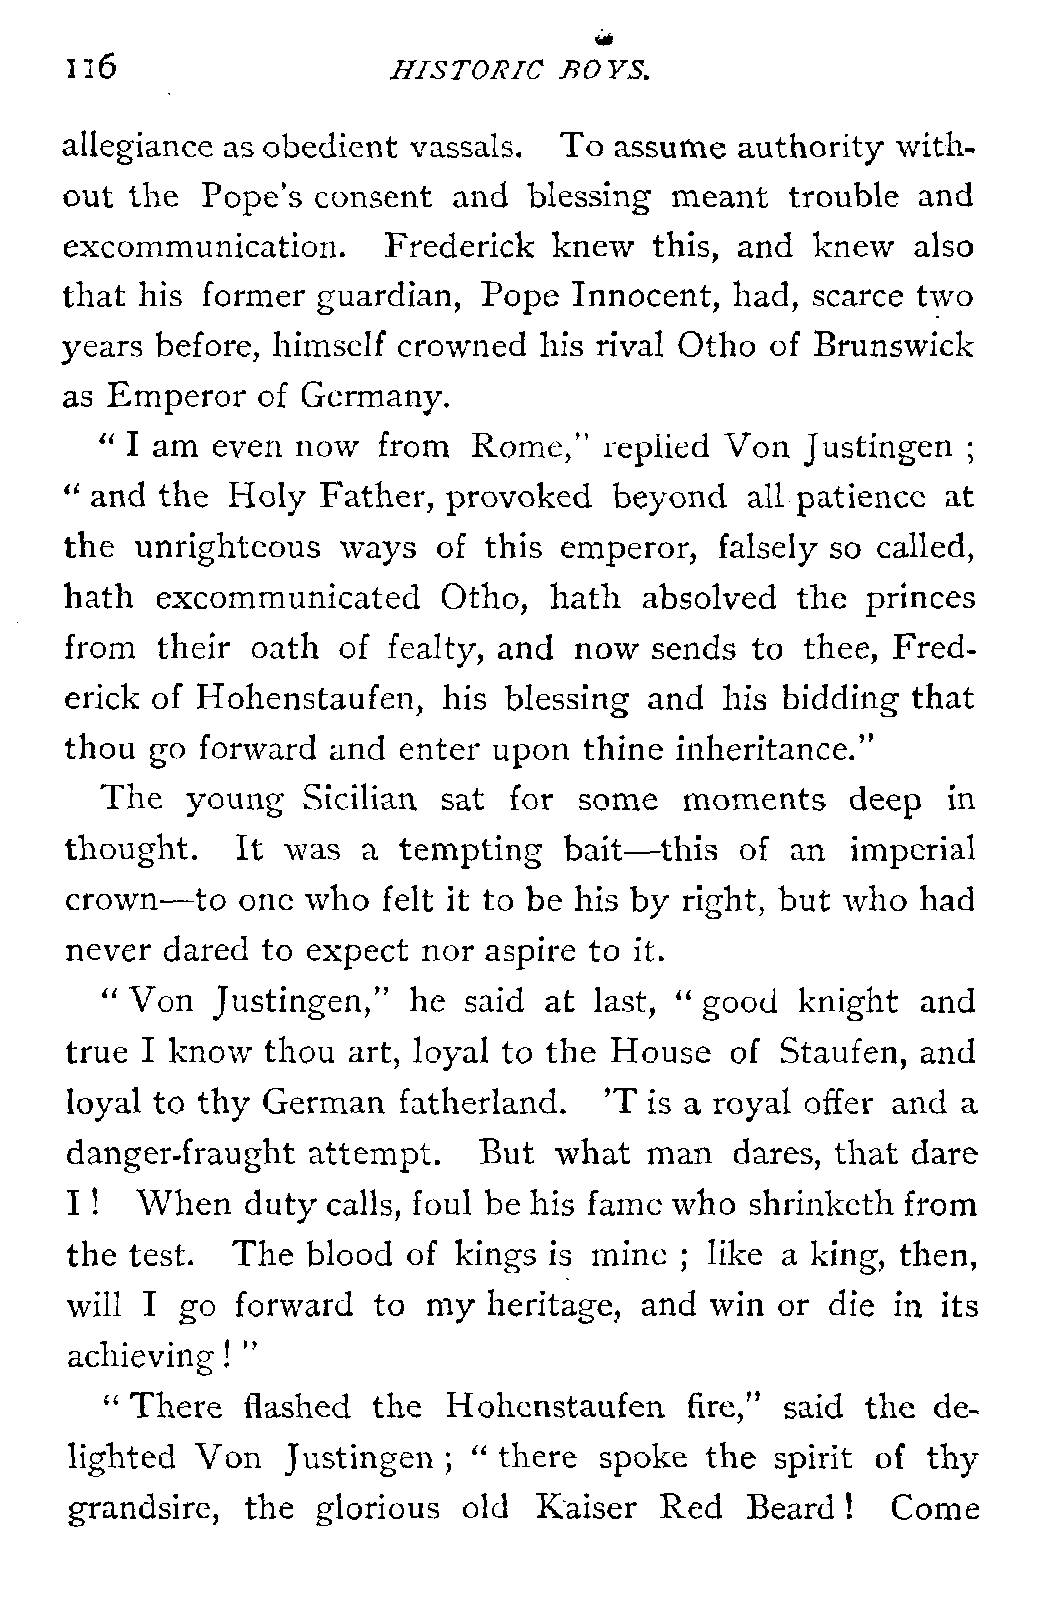 116 HISTORIC BOYS.
allegiance as obedient vassals. To assume authority with-
out the Pope's consent and blessing meant trouble and
excommunication. Frederick knew this, and knew also
that his former guardian, Pope Innocent, had, scarce two
years before, himself crowned his rival Otho of Brunswick
as Emperor of Germany.
" I am even now from Rome," replied Von Justingen ;
" and the Holy Father, provoked beyond all patience at
the unrighteous ways of this emperor, falsely so called,
hath excommunicated Otho, hath absolved the princes
from their oath of fealty, and now sends to thee, Fred-
erick of Hohenstaufen, his blessing and his bidding that
thou go forward and enter upon thine inheritance."
The young Sicilian sat for some moments deep in
thought. It was a tempting bait—this of an imperial
crown—to one who felt it to be his by right, but who had
never dared to expect nor aspire to it.
" Von Justingen," he said at last, " good knight and
true I know thou art, loyal to the House of Staufen, and
loyal to thy German fatherland. 'T is a royal offer and a
danger-fraught attempt. But what man dares, that dare
I ! When duty calls, foul be his fame who shrinketh from
the test. The blood of kings is mine ; like a king, then,
will I go forward to my heritage, and win or die in its
achieving ! "
" There flashed the Hohenstaufen fire," said the de-
lighted Von Justingen ; " there spoke the spirit of thy
grandsire, the glorious old Kaiser Red Beard ! Come